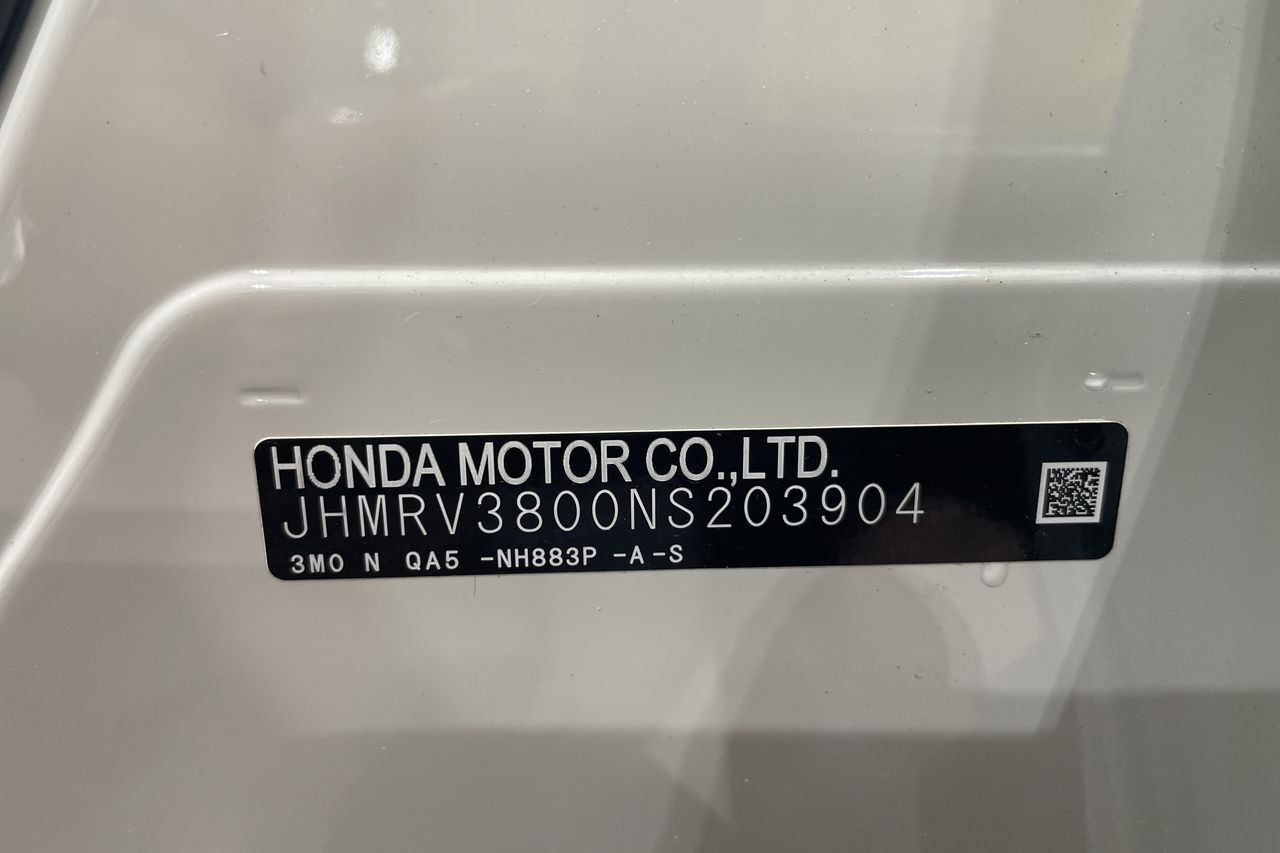 HONDA MOTOR CO.,LTD.
JHMRV3800NS203904
3M0 N QA5 -NH883P -A-S